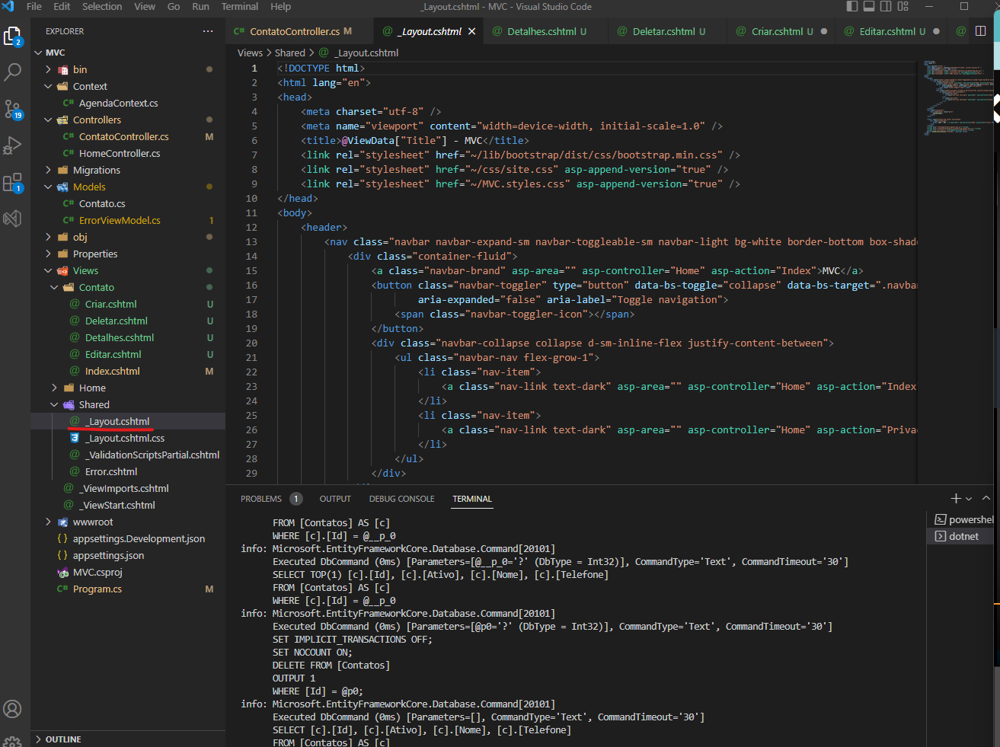 File Edit Selection View Go Run Terminal Help _Layout.cshtml - MVC - Visual Studio Code
EXPLORER ...
ContatoController.cs M _Layout.cshtml Detalhes.cshtml U Deletar.cshtml U Criar.cshtml U Editar.cshtml U
Views > Shared > _Layout.cshtml
2
19
1
MVC
bin
Context
C# AgendaContext.cs
Controllers
C# ContatoController.cs M
C# HomeController.cs
Migrations
Models
C# Contato.cs
C# ErrorViewModel.cs 1
obj
Properties
Views
Contato
@ Criar.cshtml U
@ Deletar.cshtml U
@ Detalhes.cshtml U
@ Editar.cshtml U
@ Index.cshtml M
Home
Shared
@ _Layout.cshtml
_Layout.cshtml.css
@ _ValidationScriptsPartial.cshtml
@ Error.cshtml
@ _ViewImports.cshtml
@ _ViewStart.cshtml
wwwroot
{ } appsettings.Development.json
{ } appsettings.json
MVC.csproj
C# Program.cs M
OUTLINE
1 <!DOCTYPE html>
2 <html lang="en">
3 <head>
4 <meta charset="utf-8" />
5 <meta name="viewport" content="width=device-width, initial-scale=1.0" />
6 <title>@ViewData["Title"] - MVC</title>
7 <link rel="stylesheet" href="~/lib/bootstrap/dist/css/bootstrap.min.css" />
8 <link rel="stylesheet" href="~/css/site.css" asp-append-version="true" />
9 <link rel="stylesheet" href="~/MVC.styles.css" asp-append-version="true" />
10 </head>
11 <body>
12 <header>
13 <nav class="navbar navbar-expand-sm navbar-toggleable-sm navbar-light bg-white border-bottom box-shad
14 <div class="container-fluid">
15 <a class="navbar-brand" asp-area="" asp-controller="Home" asp-action="Index">MVC</a>
16 <button class="navbar-toggler" type="button" data-bs-toggle="collapse" data-bs-target=".navbar
17 aria-expanded="false" aria-label="Toggle navigation">
18 <span class="navbar-toggler-icon"></span>
19 </button>
20 <div class="navbar-collapse collapse d-sm-inline-flex justify-content-between">
21 <ul class="navbar-nav flex-grow-1">
22 <li class="nav-item">
23 <a class="nav-link text-dark" asp-area="" asp-controller="Home" asp-action="Index
24 </li>
25 <li class="nav-item">
26 <a class="nav-link text-dark" asp-area="" asp-controller="Home" asp-action="Priva
27 </li>
28 </ul>
29 </div>
PROBLEMS 1 OUTPUT DEBUG CONSOLE TERMINAL
powershel
dotnet
FROM [Contatos] AS [c]
WHERE [c].[Id] = @__p_0
info: Microsoft.EntityFrameworkCore.Database.Command[20101]
Executed DbCommand (0ms) [Parameters=[@__p_0='?' (DbType = Int32)], CommandType='Text', CommandTimeout='30']
SELECT TOP(1) [c].[Id], [c].[Ativo], [c].[Nome], [c].[Telefone]
FROM [Contatos] AS [c]
WHERE [c].[Id] = @__p_0
info: Microsoft.EntityFrameworkCore.Database.Command[20101]
Executed DbCommand (0ms) [Parameters=[@p0='?' (DbType = Int32)], CommandType='Text', CommandTimeout='30']
SET IMPLICIT_TRANSACTIONS OFF;
SET NOCOUNT ON;
DELETE FROM [Contatos]
OUTPUT 1
WHERE [Id] = @p0;
info: Microsoft.EntityFrameworkCore.Database.Command[20101]
Executed DbCommand (0ms) [Parameters=[], CommandType='Text', CommandTimeout='30']
SELECT [c].[Id], [c].[Ativo], [c].[Nome], [c].[Telefone]
FROM [Contatos] AS [c]